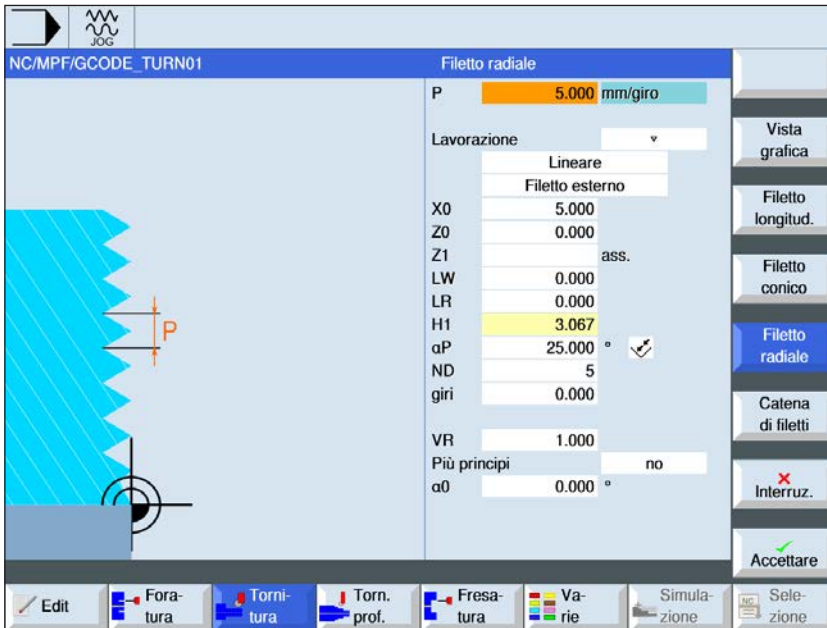 JOG
NC/MPF/GCODE_TURN01
Filetto radiale
P 5.000 mm/giro
Lavorazione
Lineare
Filetto esterno
X0 5.000
Z0 0.000
Z1 ass.
LW 0.000
LR 0.000
H1 3.067
αP 25.000 °
ND 5
giri 0.000
VR 1.000
Più principi no
α0 0.000 °
P
Vista
grafica
Filetto
longitud.
Filetto
conico
Filetto
radiale
Catena
di filetti
Interruz.
Accettare
Edit
Fora-
tura
Torni-
tura
Torn.
prof.
Fresa-
tura
Va-
rie
Simula-
zione
NC
Sele-
zione